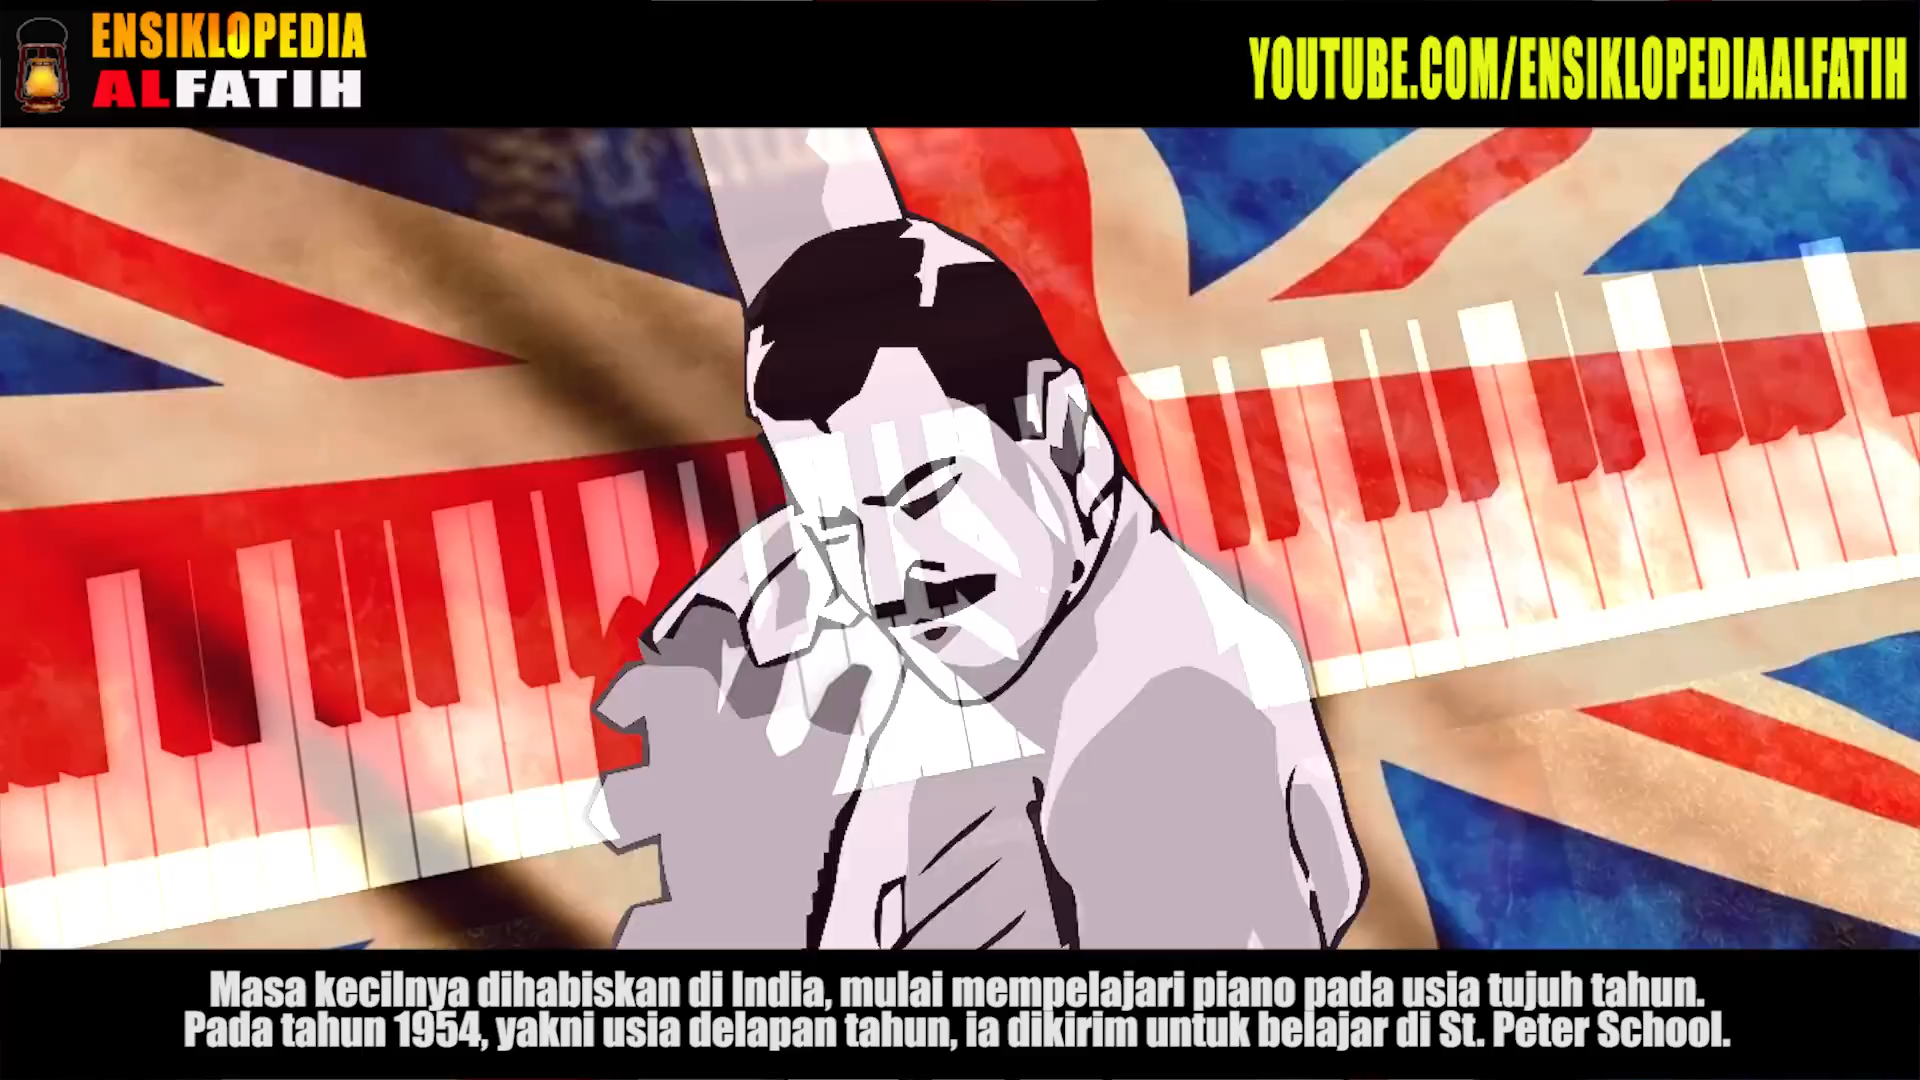 ENSIKLOPEDIA
ALFATIH
YOUTUBE.COM/ENSIKLOPEDIAALFATIH
Masa kecilnya dihabiskan di India, mulai mempelajari piano pada usia tujuh tahun.
Pada tahun 1954, yakni usia delapan tahun, ia dikirim untuk belajar di St. Peter School.